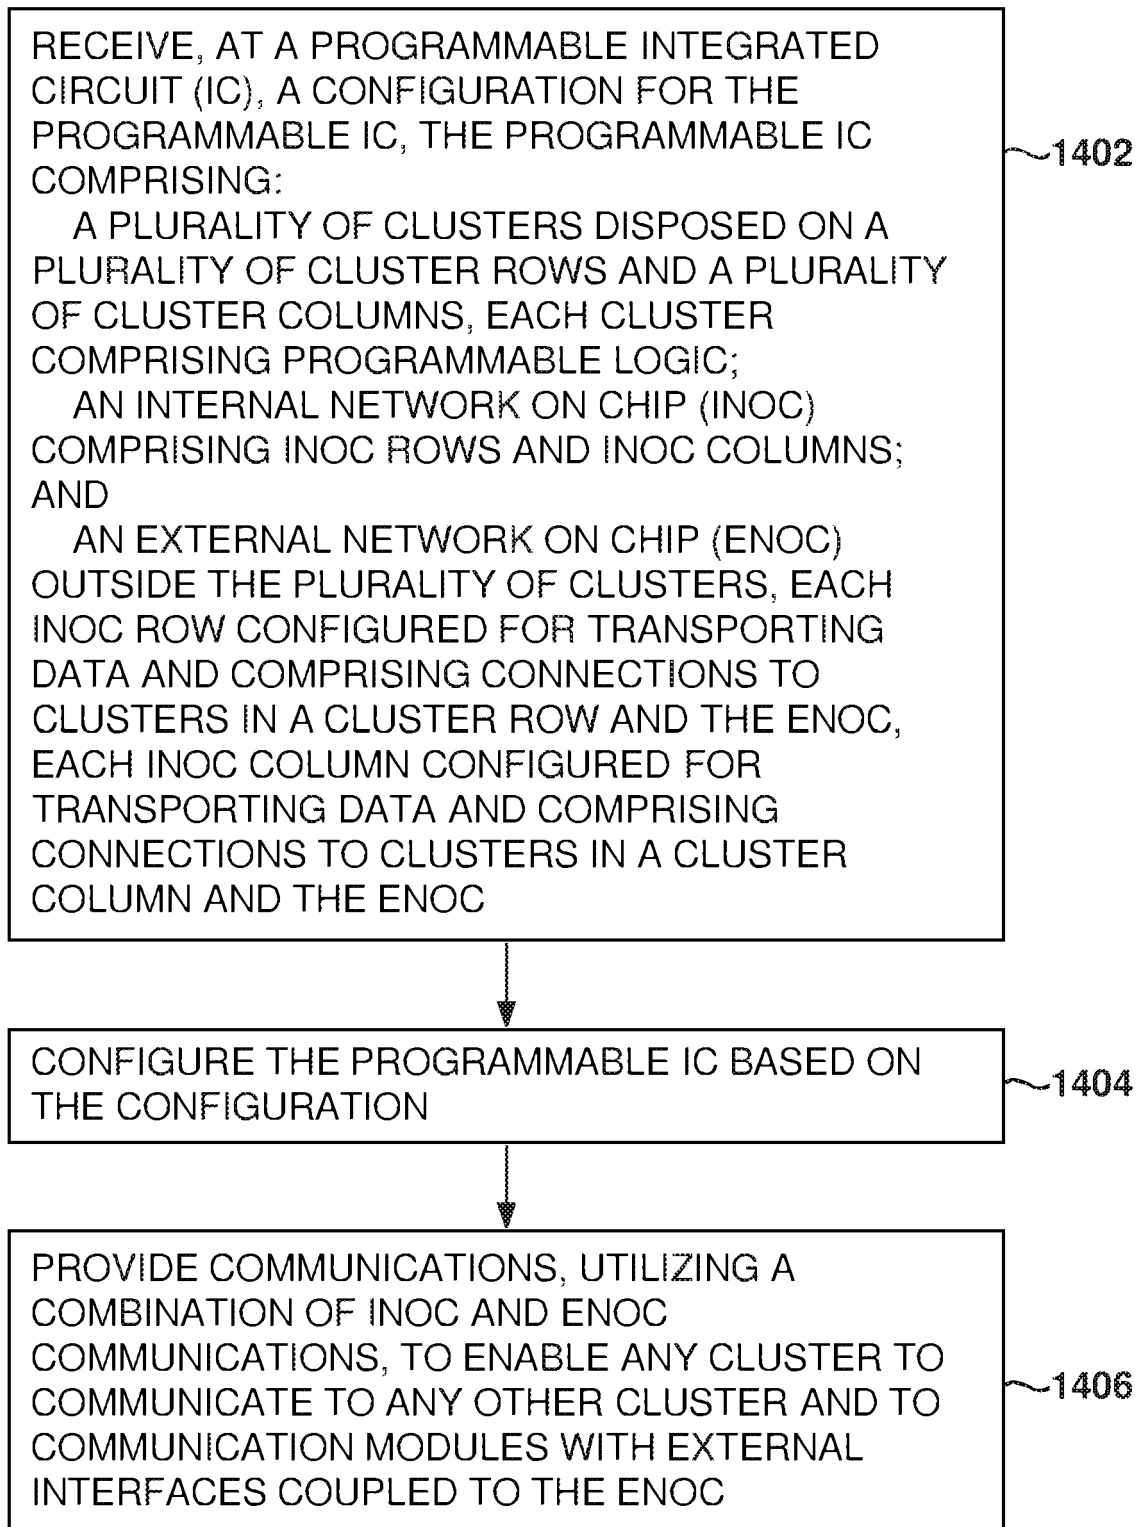 RECEIVE, AT A PROGRAMMABLE INTEGRATED
CIRCUIT (IC), A CONFIGURATION FOR THE
PROGRAMMABLE IC, THE PROGRAMMABLE IC
COMPRISING:
A PLURALITY OF CLUSTERS DISPOSED ON A
PLURALITY OF CLUSTER ROWS AND A PLURALITY
OF CLUSTER COLUMNS, EACH CLUSTER
COMPRISING PROGRAMMABLE LOGIC;
AN INTERNAL NETWORK ON CHIP (INOC)
COMPRISING INOC ROWS AND INOC COLUMNS;
AND
AN EXTERNAL NETWORK ON CHIP (ENOC)
OUTSIDE THE PLURALITY OF CLUSTERS, EACH
INOC ROW CONFIGURED FOR TRANSPORTING
DATA AND COMPRISING CONNECTIONS TO
CLUSTERS IN A CLUSTER ROW AND THE ENOC,
EACH INOC COLUMN CONFIGURED FOR
TRANSPORTING DATA AND COMPRISING
CONNECTIONS TO CLUSTERS IN A CLUSTER
COLUMN AND THE ENOC
1402
CONFIGURE THE PROGRAMMABLE IC BASED ON
THE CONFIGURATION
1404
PROVIDE COMMUNICATIONS, UTILIZING A
COMBINATION OF INOC AND ENOC
COMMUNICATIONS, TO ENABLE ANY CLUSTER TO
COMMUNICATE TO ANY OTHER CLUSTER AND TO
COMMUNICATION MODULES WITH EXTERNAL
INTERFACES COUPLED TO THE ENOC
1406